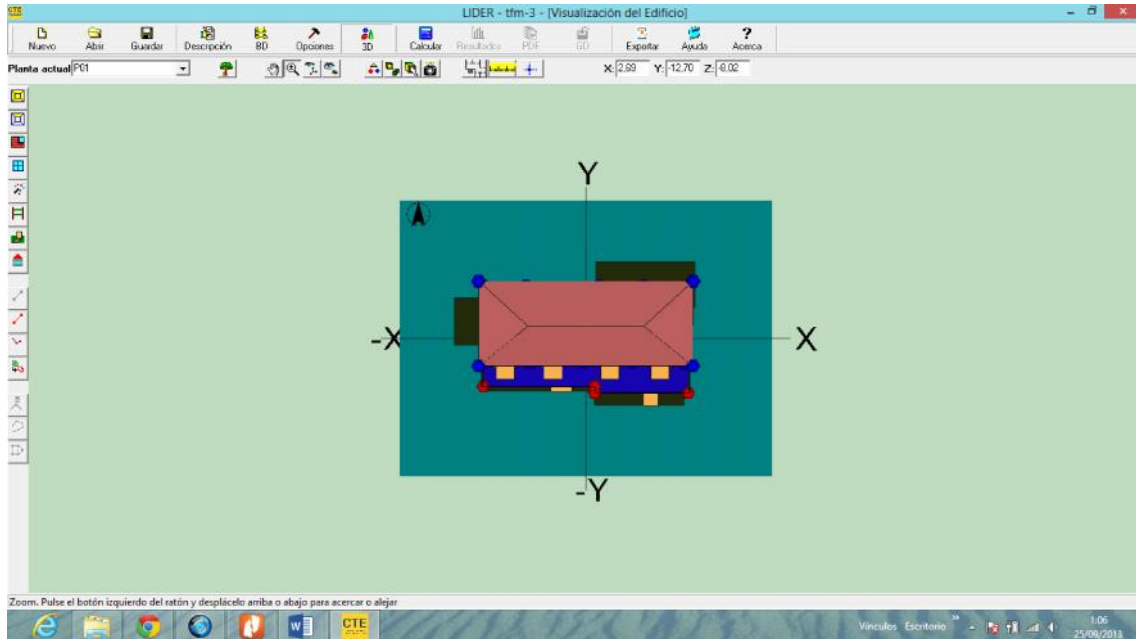 CTE
LIDER - tfm-3 - [Visualización del Edificio]
Nuevo Abrir Guardar Descripción BD Opciones 3D Calcular Resultados PDF GD Exportar Ayuda Acerca
Planta actual P01 X: 2,69 Y: -12,70 Z: -8,02
Y
-X X
-Y
Zoom. Pulse el botón izquierdo del ratón y desplácelo arriba o abajo para acercar o alejar
CTE Vínculos Escritorio 1:06
25/09/2013